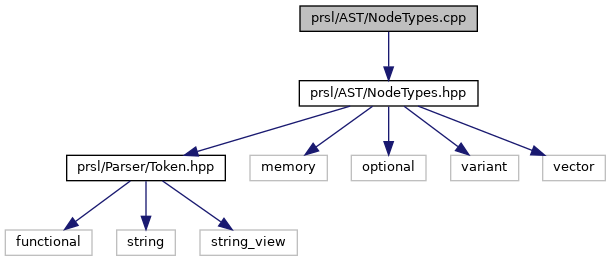 prsl/AST/NodeTypes.cpp
prsl/AST/NodeTypes.hpp
prsl/Parser/Token.hpp
memory
optional
variant
vector
functional
string
string_view